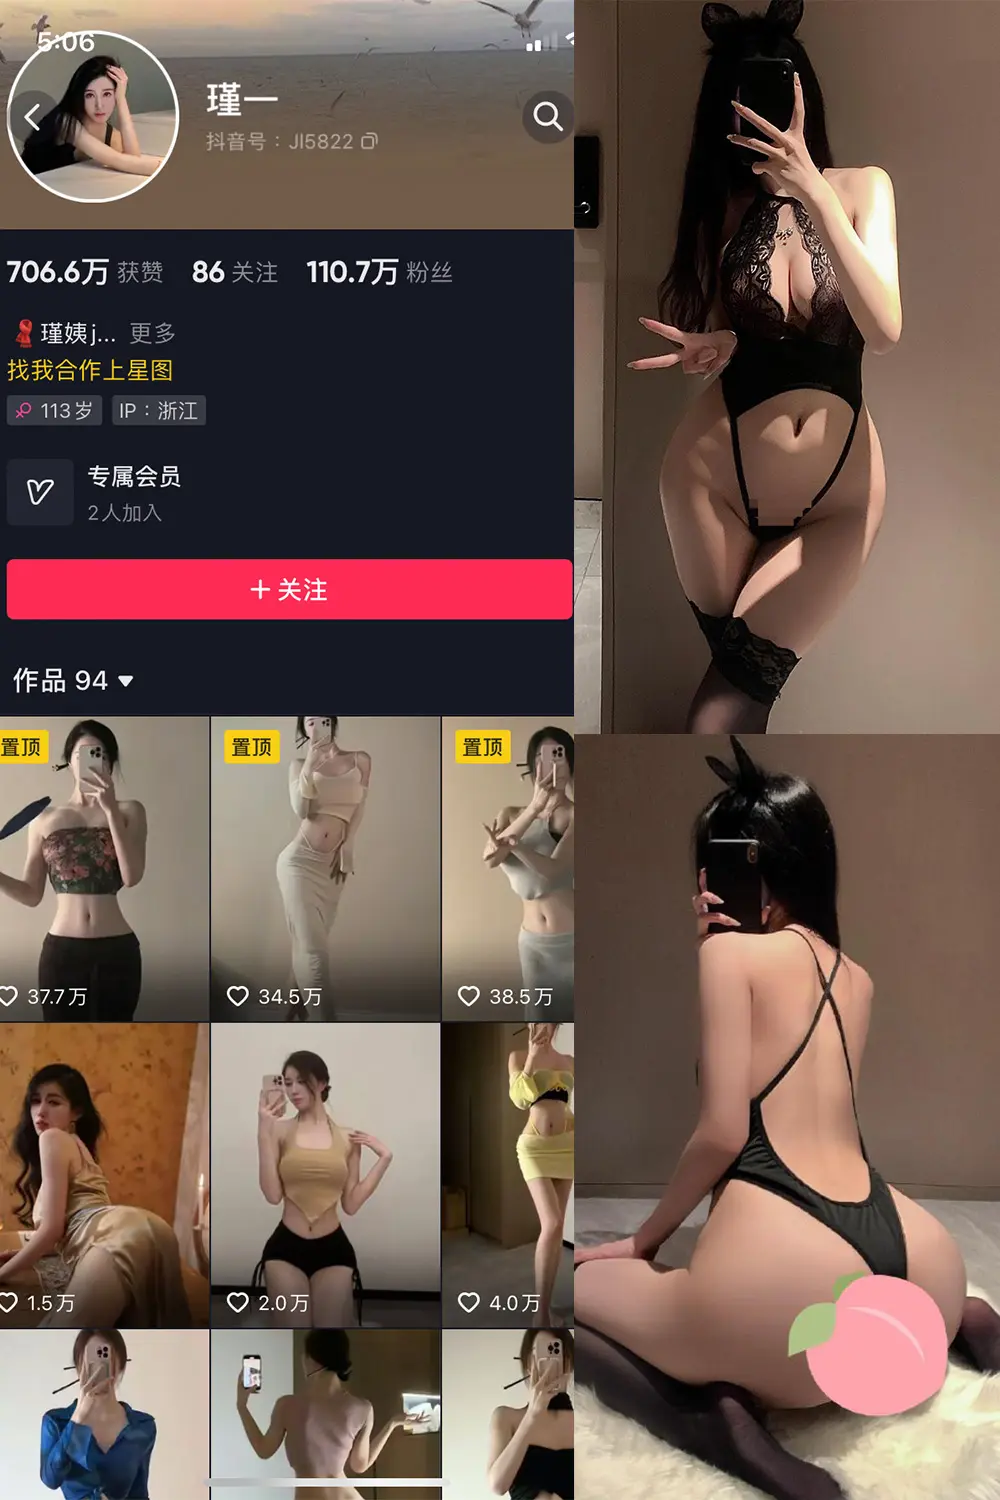 5:06
瑾一
抖音号：JI5822
706.6万 获赞 86 关注 110.7万 粉丝
瑾姨j... 更多
找我合作上星图
113岁 IP：浙江
专属会员
2人加入
＋关注
作品 94
置顶 置顶 置顶
37.7万 34.5万 38.5万
1.5万 2.0万 4.0万